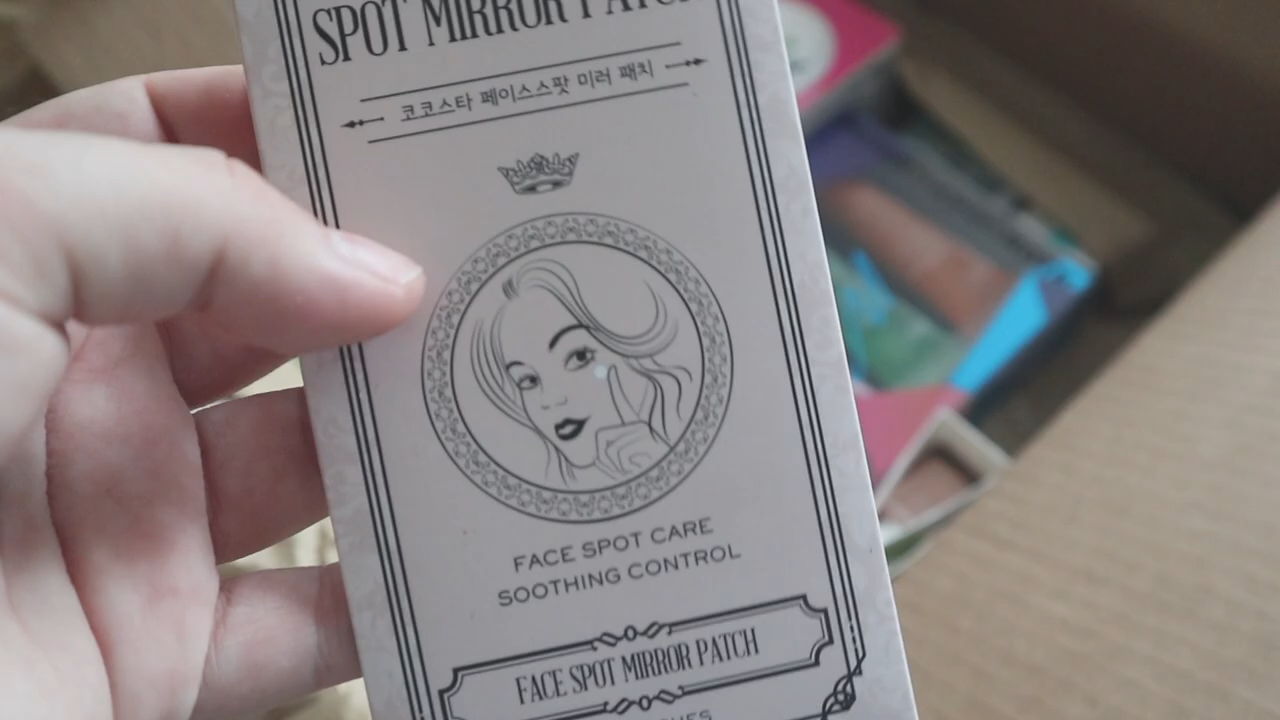 SPOT MIRROR PATCH
코코스타 페이스스팟 미러 패치
FACE SPOT CARE
SOOTHING CONTROL
FACE SPOT MIRROR PATCH